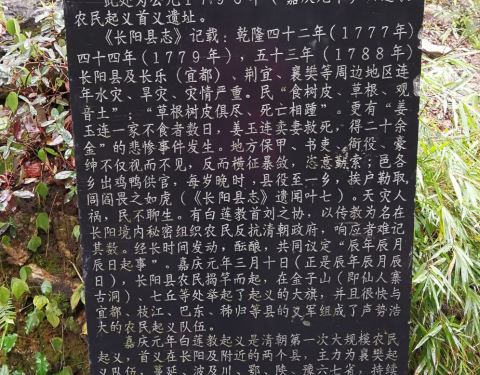 农民起义首义遗址。
《长阳县志》记载：乾隆四十二年（1777年）
四十四年（1779年），五十三年（1788年）
长阳县及长乐（宜都）、荆宜、襄樊等周边地区连
年水灾、旱灾、灾情严重。民“食树皮、草根、观
音土”；“草根树皮俱尽、死亡相踵”。更有“姜
玉连一家不食者数日，姜玉连卖妻救死，得二十余
金”的悲惨事件发生。地方保甲、书吏、衙役、豪
绅不仅视而不见，反而横征暴敛，恣意勒索；邑各
乡出鸡鸭供官，每岁晚时，县役至一乡，挨户勒取，
闾阎畏之如虎（《长阳县志》遗闻叶七）。天灾人
祸，民不聊生。有白莲教首刘之协，以传教为名在
长阳境内秘密组织农民反抗清朝政府，响应者难记
其数。经长时间发动，酝酿，共同议定“辰年辰月
辰日起事”。嘉庆元年三月十日（正是辰年辰月辰
日），长阳县农民揭竿而起，在金子山（即仙人寨
古洞）、七丘等处举起了起义的大旗，并且很快与
宜都、枝江、巴东、秭归等县的义军组成了声势浩
大的农民起义队伍。
嘉庆元年白莲教起义是清朝第一次大规模农民
起义，首义在长阳及附近的两个县，主力为襄樊起
义队伍，蔓延、波及川、鄂、陕、豫六七省，持续